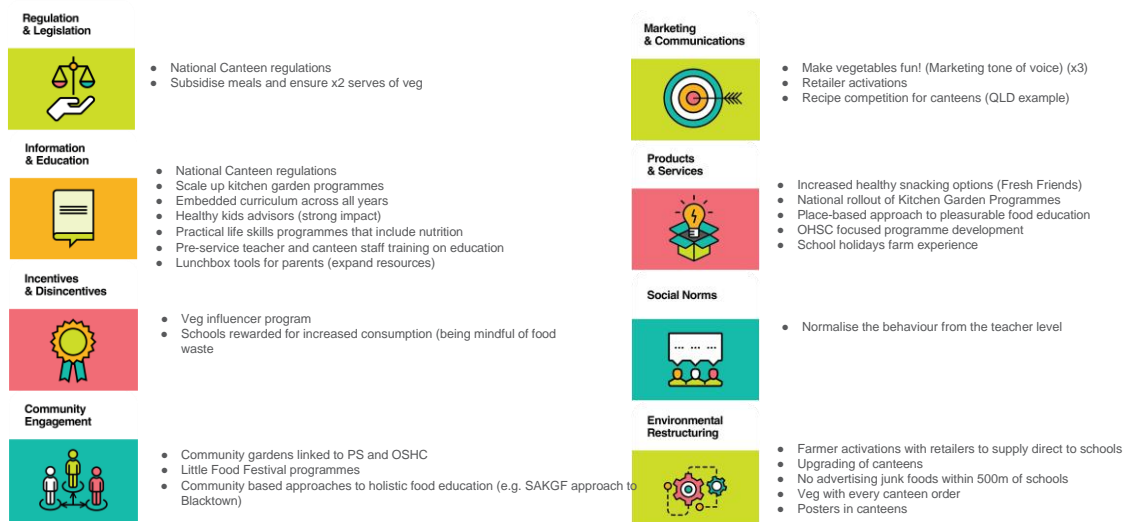 Regulation
& Legislation
● National Canteen regulations
● Subsidise meals and ensure x2 serves of veg
Information
& Education
● National Canteen regulations
● Scale up kitchen garden programmes
● Embedded curriculum across all years
● Healthy kids advisors (strong impact)
● Practical life skills programmes that include nutrition
● Pre-service teacher and canteen staff training on education
● Lunchbox tools for parents (expand resources)
Incentives
& Disincentives
● Veg influencer program
● Schools rewarded for increased consumption (being mindful of food
waste
Community
Engagement
● Community gardens linked to PS and OSHC
● Little Food Festival programmes
● Community based approaches to holistic food education (e.g. SAKGF approach to
Blacktown)
Marketing
& Communications
● Make vegetables fun! (Marketing tone of voice) (x3)
● Retailer activations
● Recipe competition for canteens (QLD example)
Products
& Services
● Increased healthy snacking options (Fresh Friends)
● National rollout of Kitchen Garden Programmes
● Place-based approach to pleasurable food education
● OHSC focused programme development
● School holidays farm experience
Social Norms
● Normalise the behaviour from the teacher level
Environmental
Restructuring
● Farmer activations with retailers to supply direct to schools
● Upgrading of canteens
● No advertising junk foods within 500m of schools
● Veg with every canteen order
● Posters in canteens